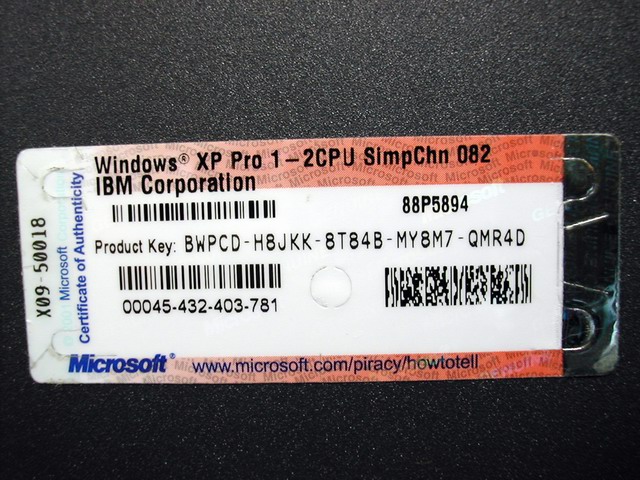 Windows® XP Pro 1-2CPU SimpChn 082
IBM Corporation
88P5894
Product Key: BWPCD-H8JKK-8T84B-MY8M7-QMR4D
00045-432-403-781
Microsoft® www.microsoft.com/piracy/howtotell
X09-50018
Microsoft Corporation
Certificate of Authenticity